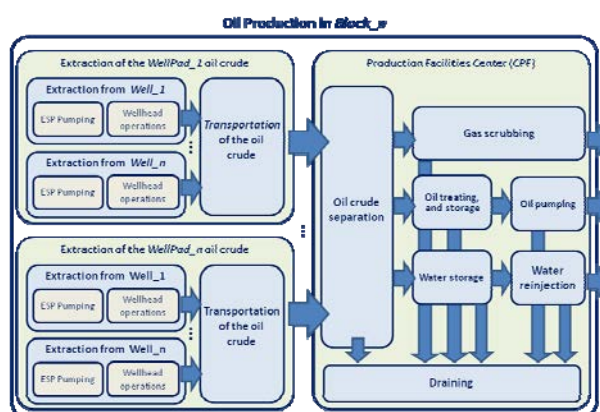 Oil Production in Block_n
Extraction of the WellPad_1 oil crude
Extraction from Well_1
ESP Pumping
Wellhead
operations
Extraction from Well_n
ESP Pumping
Wellhead
operations
Transportation
of the oil
crude
Extraction of the WellPad_n oil crude
Extraction from Well_1
ESP Pumping
Wellhead
operations
Extraction from Well_n
ESP Pumping
Wellhead
operations
Transportation
of the oil
crude
Production Facilities Center (CPF)
Oil crude
separation
Gas scrubbing
Oil treating,
and storage
Oil pumping
Water storage
Water
reinjection
Draining